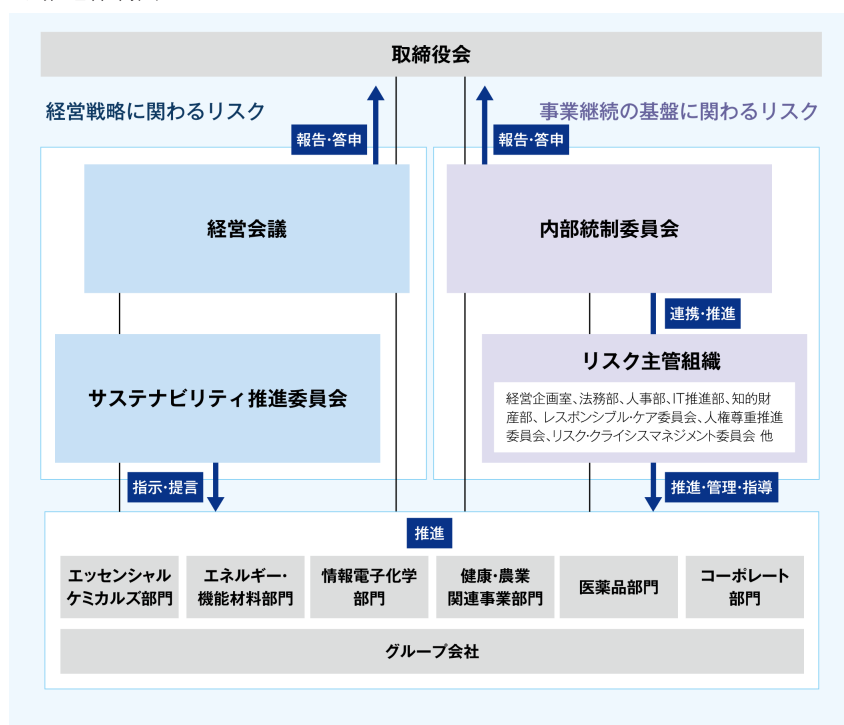 取締役会
経営戦略に関わるリスク
事業継続の基盤に関わるリスク
報告・答申
報告・答申
経営会議
内部統制委員会
連携・推進
サステナビリティ推進委員会
リスク主管組織
経営企画室、法務部、人事部、IT推進部、知的財
産部、レスポンシブル・ケア委員会、人権尊重推進
委員会、リスク・クライシスマネジメント委員会 他
指示・提言
推進・管理・指導
推進
エッセンシャル
ケミカルズ部門
エネルギー・
機能材料部門
情報電子化学
部門
健康・農業
関連事業部門
医薬品部門
コーポレート
部門
グループ会社